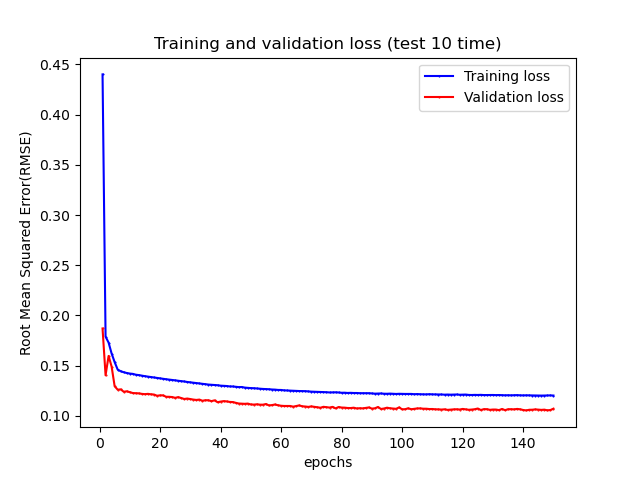 Training and validation loss (test 10 time)
Training loss
Validation loss
Root Mean Squared Error(RMSE)
0.45
0.40
0.35
0.30
0.25
0.20
0.15
0.10
0 20 40 60 80 100 120 140
epochs